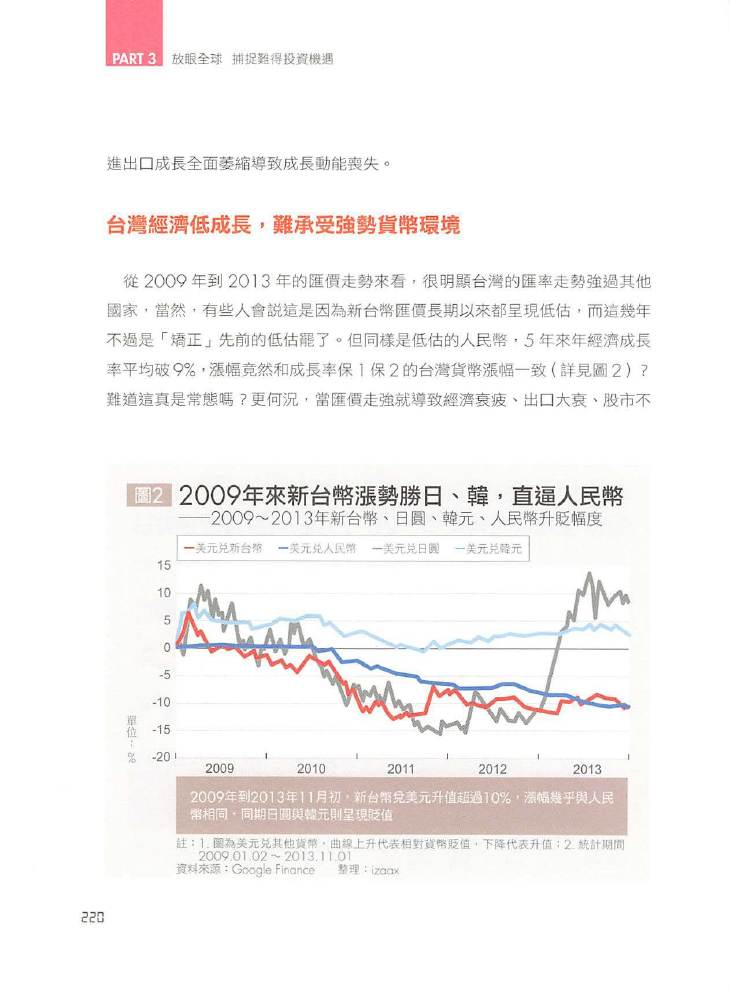 PART 3 放眼全球 捕捉難得投資機遇
進出口成長全面萎縮導致成長動能喪失。
台灣經濟低成長，難承受強勢貨幣環境
從 2009 年到 2013 年的匯價走勢來看，很明顯台灣的匯率走勢強過其他
國家，當然，有些人會說這是因為新台幣匯價長期以來都呈現低估，而這幾年
不過是「矯正」先前的低估罷了。但同樣是低估的人民幣，5 年來年經濟成長
率平均破 9%，漲幅竟然和成長率保 1 保 2 的台灣貨幣漲幅一致（詳見圖 2）？
難道這真是常態嗎？更何況，當匯價走強就導致經濟衰疲、出口大衰、股市不
圖2 2009年來新台幣漲勢勝日、韓，直逼人民幣
——2009～2013年新台幣、日圓、韓元、人民幣升貶幅度
美元兌新台幣 美元兌人民幣 美元兌日圓 美元兌韓元
15
10
5
0
-5
-10
-15
-20
單位：%
2009 2010 2011 2012 2013
2009年到2013年11月初，新台幣兌美元升值超過10%，漲幅幾乎與人民
幣相同，同期日圓與韓元則呈現貶值
註：1. 圖為美元兌其他貨幣，曲線上升代表相對貨幣貶值，下降代表升值；2. 統計期間
2009.01.02～2013.11.01
資料來源：Google Finance 整理：izaax
220